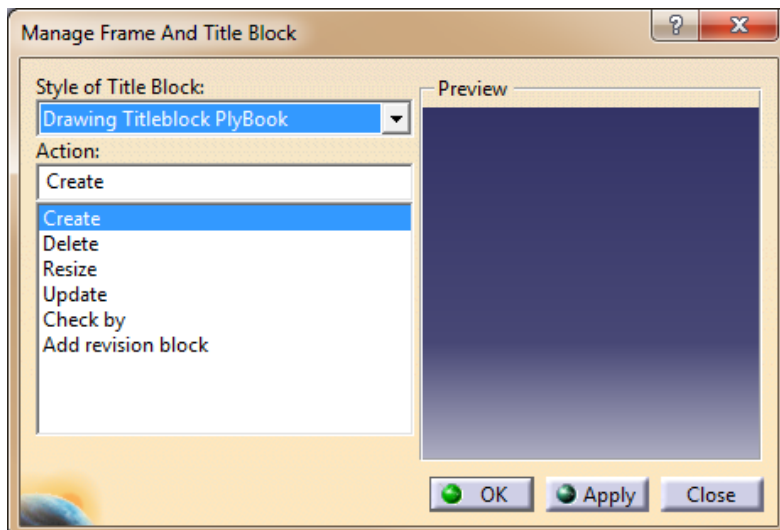 Manage Frame And Title Block
?
X
Style of Title Block:
Drawing Titleblock PlyBook
Action:
Create
Create
Delete
Resize
Update
Check by
Add revision block
Preview
OK
Apply
Close